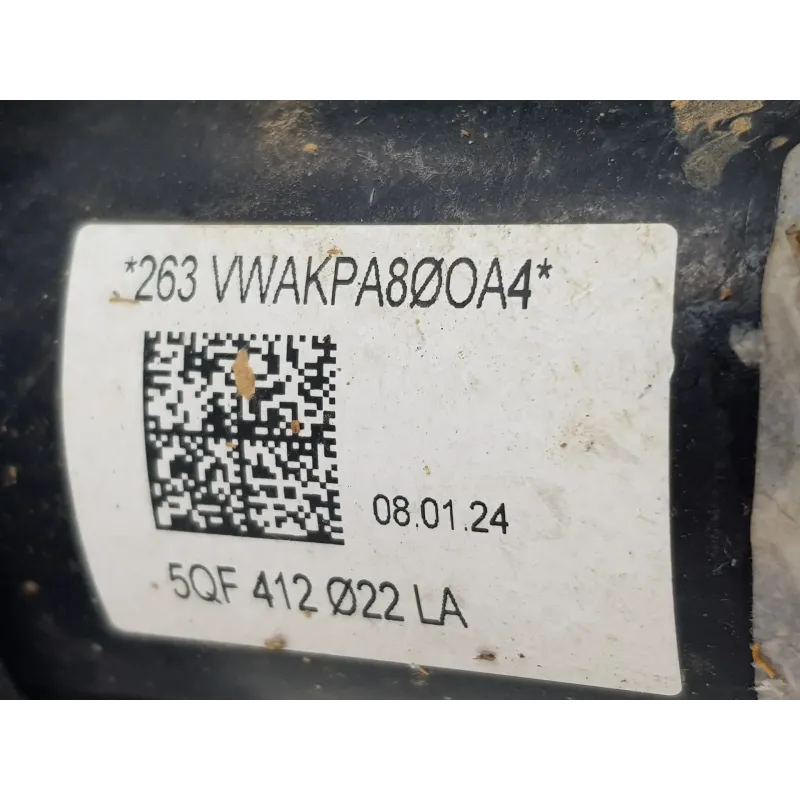 *263 VWAKPA8ØOA4*
08.01.24
5QF 412 Ø22 LA